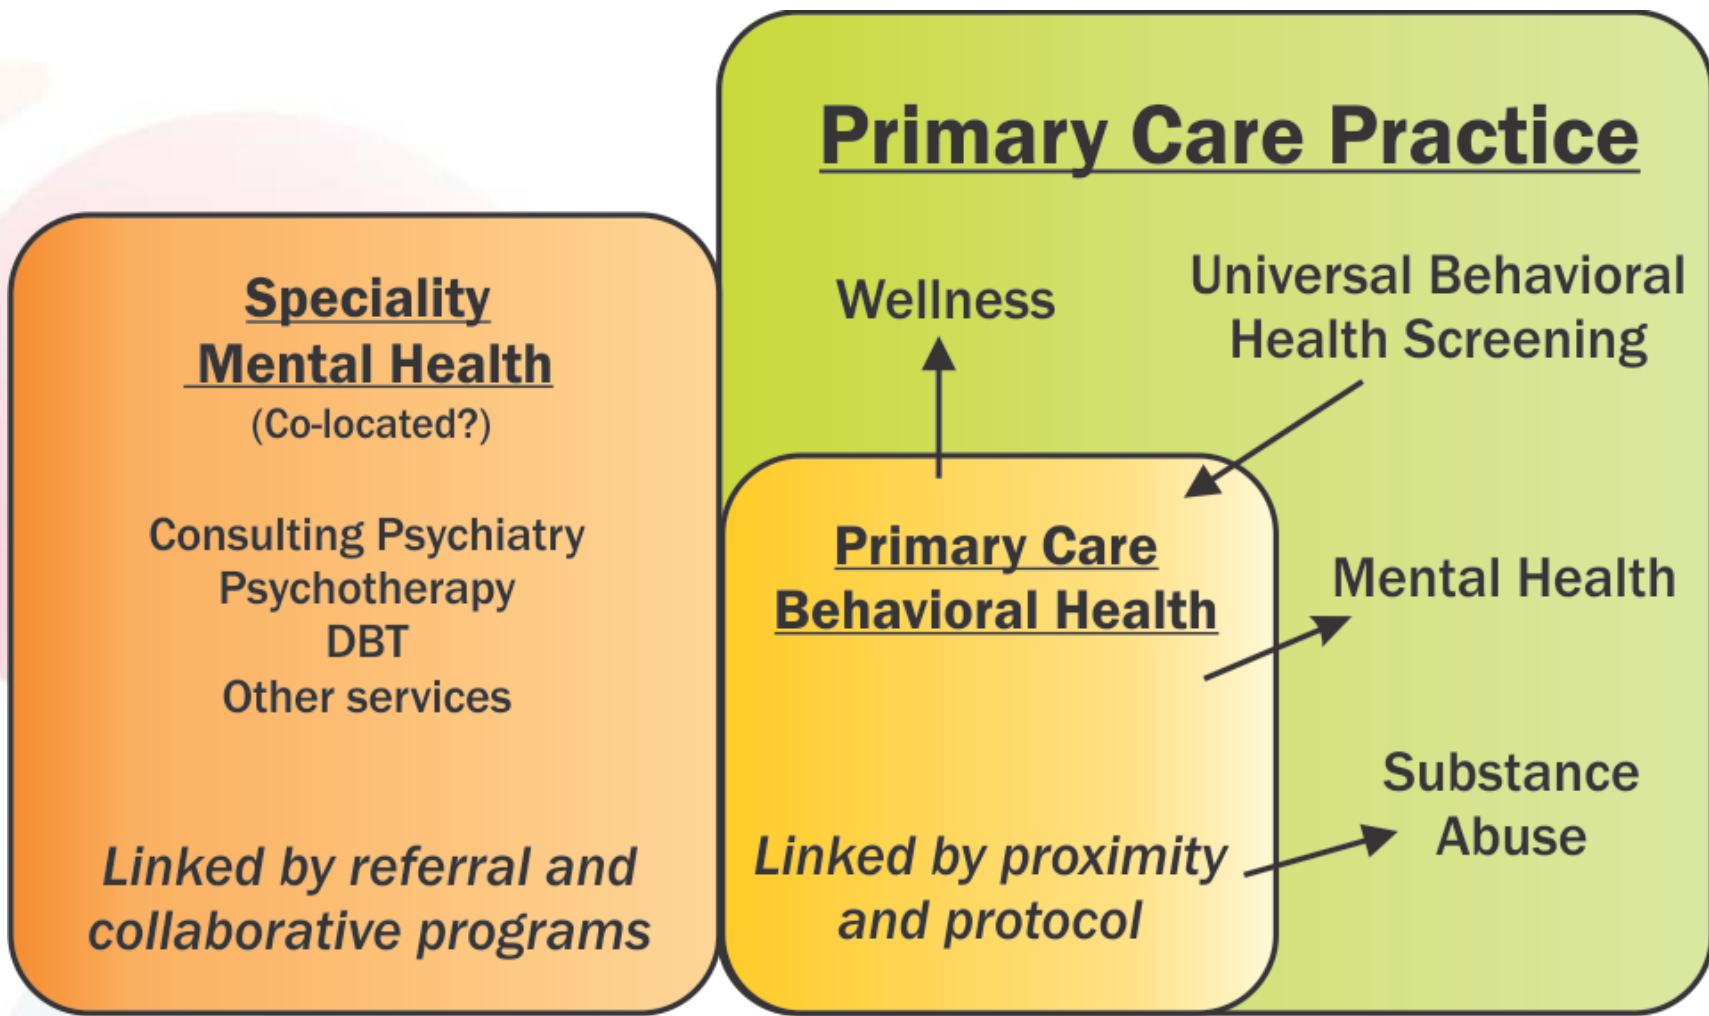 Primary Care Practice
Speciality
Mental Health
(Co-located?)
Consulting Psychiatry
Psychotherapy
DBT
Other services
Linked by referral and
collaborative programs
Wellness
Universal Behavioral
Health Screening
Primary Care
Behavioral Health
Linked by proximity
and protocol
Mental Health
Substance
Abuse